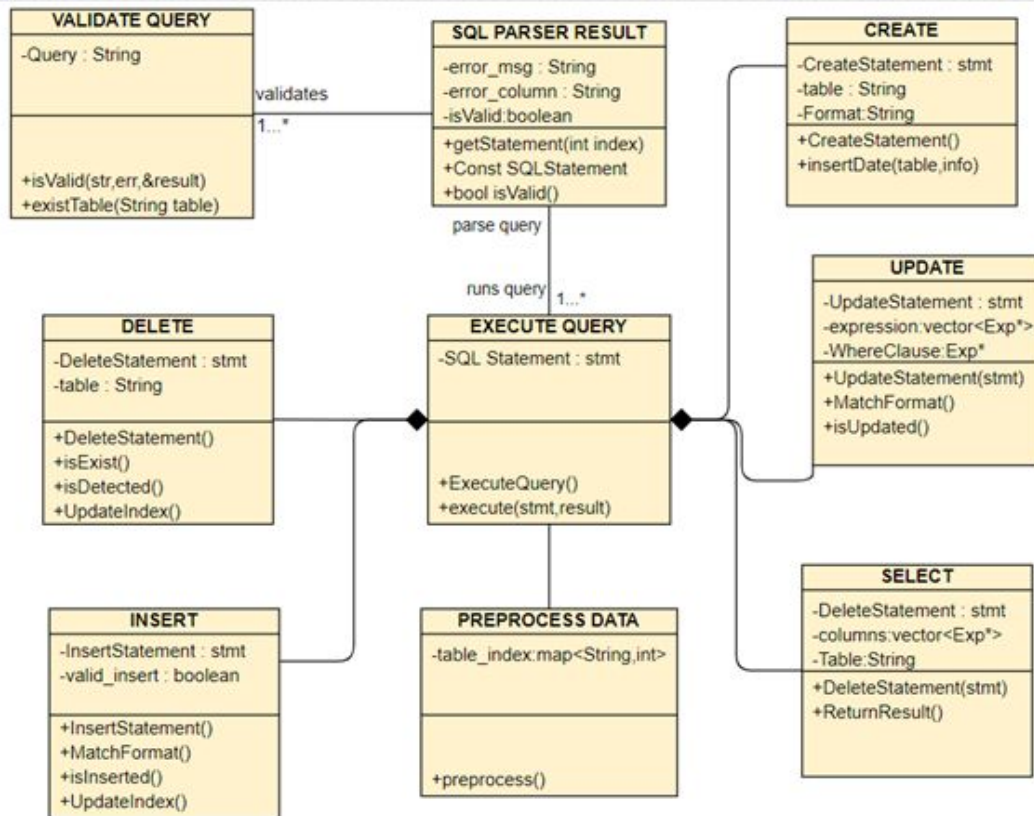 VALIDATE QUERY
-Query : String
+isValid(str,err,&result)
+existTable(String table)
validates
1...*
SQL PARSER RESULT
-error_msg : String
-error_column : String
-isValid:boolean
+getStatement(int index)
+Const SQLStatement
+bool isValid()
parse query
runs query
1...*
CREATE
-CreateStatement : stmt
-table : String
-Format:String
+CreateStatement()
+insertDate(table,info)
UPDATE
-UpdateStatement : stmt
-expression:vector<Exp*>
-WhereClause:Exp*
+UpdateStatement(stmt)
+MatchFormat()
+isUpdated()
DELETE
-DeleteStatement : stmt
-table : String
+DeleteStatement()
+isExist()
+isDetected()
+UpdateIndex()
EXECUTE QUERY
-SQL Statement : stmt
+ExecuteQuery()
+execute(stmt,result)
SELECT
-DeleteStatement : stmt
-columns:vector<Exp*>
-Table:String
+DeleteStatement(stmt)
+ReturnResult()
INSERT
-InsertStatement : stmt
-valid_insert : boolean
+InsertStatement()
+MatchFormat()
+isInserted()
+UpdateIndex()
PREPROCESS DATA
-table_index:map<String,int>
+preprocess()